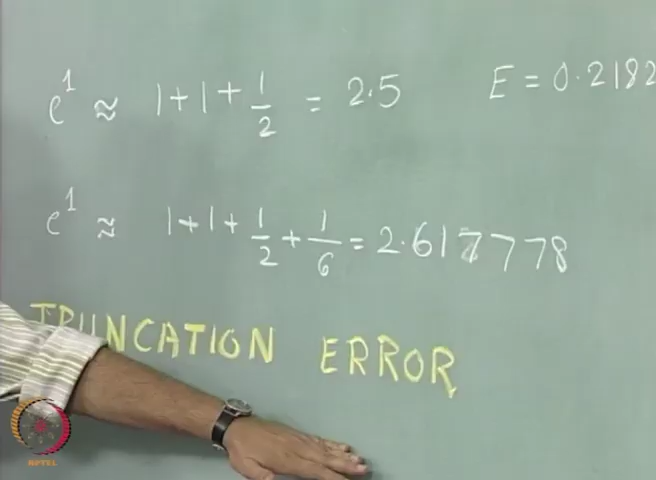 e^1 ≈ 1 + 1 + 1/2 = 2.5 E = 0.2182
e^1 ≈ 1 + 1 + 1/2 + 1/6 = 2.6177778
TRUNCATION ERROR
NPTEL